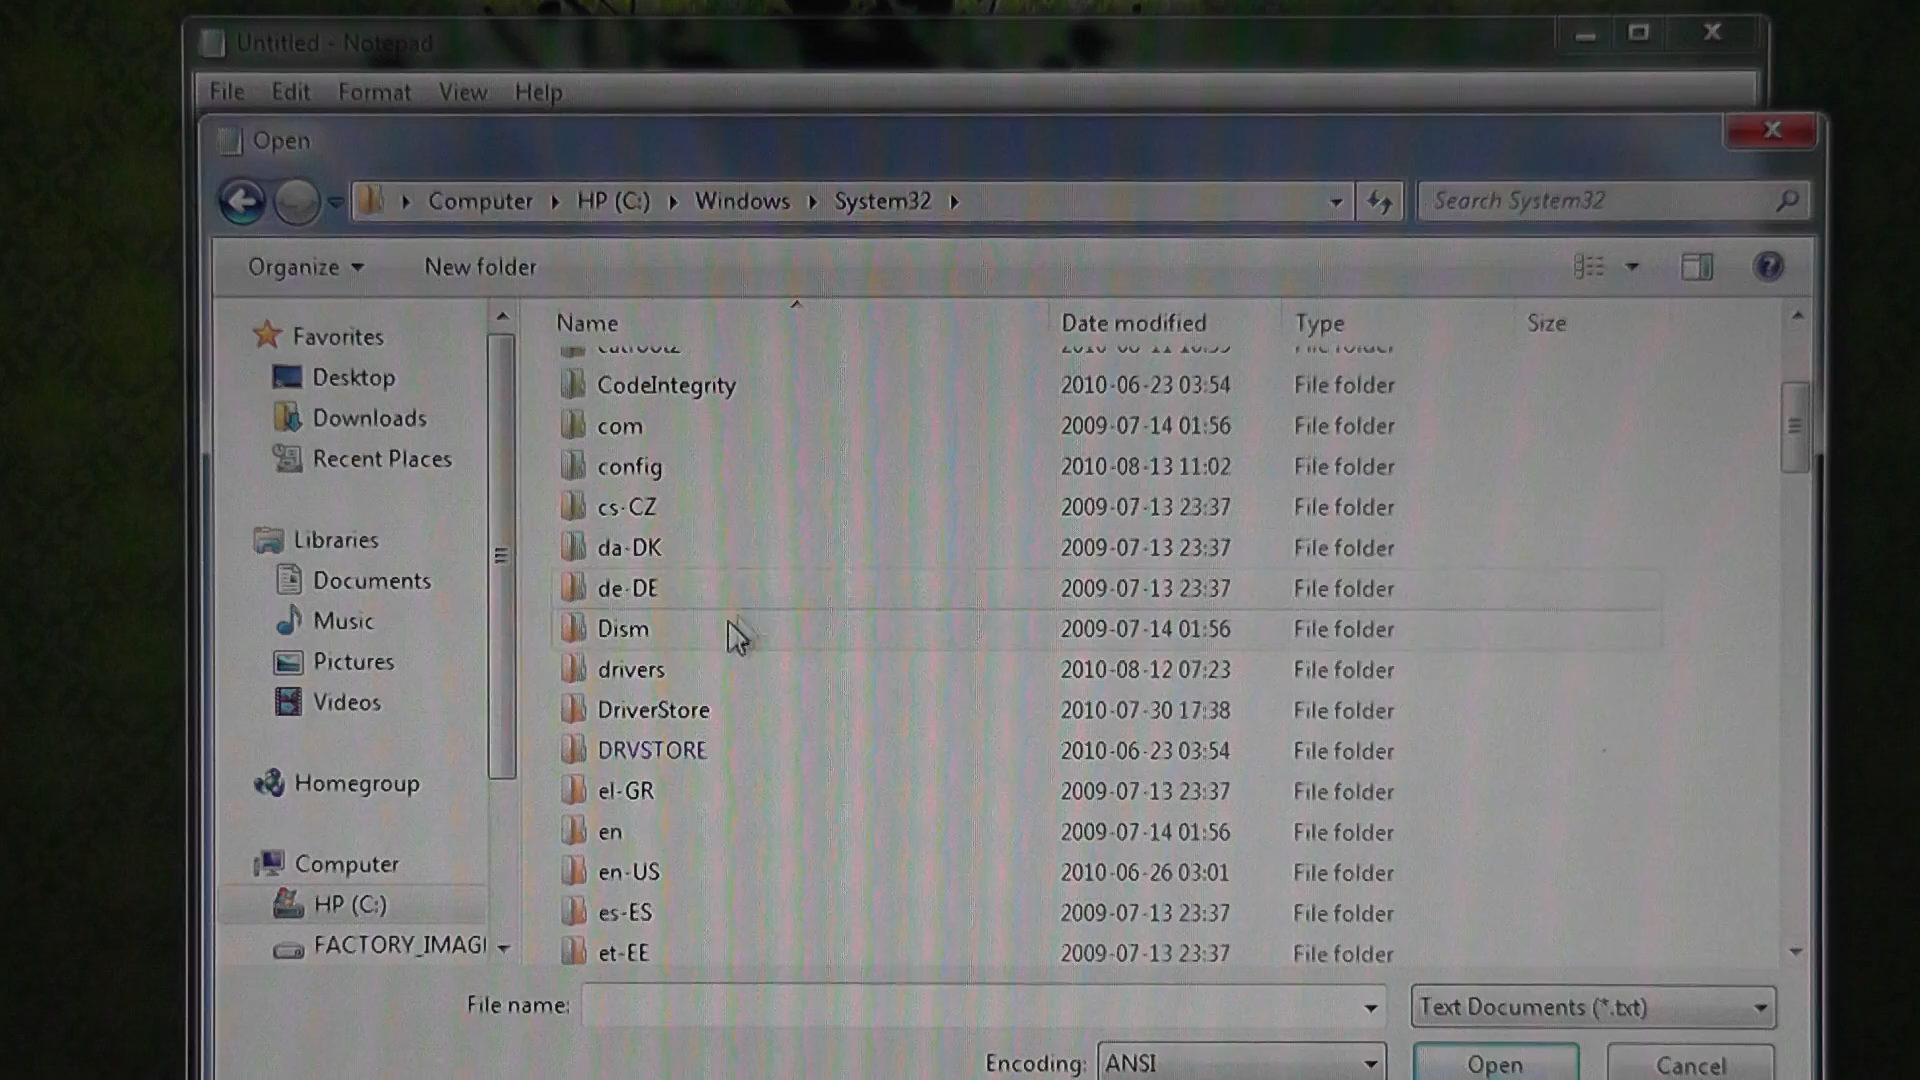 Untitled - Notepad
File Edit Format View Help
Open
Computer HP (C:) Windows System32
Search System32
Organize New folder
Name Date modified Type Size
CodeIntegrity 2010-06-23 03:54 File folder
com 2009-07-14 01:56 File folder
config 2010-08-13 11:02 File folder
cs-CZ 2009-07-13 23:37 File folder
da-DK 2009-07-13 23:37 File folder
de-DE 2009-07-13 23:37 File folder
Dism 2009-07-14 01:56 File folder
drivers 2010-08-12 07:23 File folder
DriverStore 2010-07-30 17:38 File folder
DRVSTORE 2010-06-23 03:54 File folder
el-GR 2009-07-13 23:37 File folder
en 2009-07-14 01:56 File folder
en-US 2010-06-26 03:01 File folder
es-ES 2009-07-13 23:37 File folder
et-EE 2009-07-13 23:37 File folder
Favorites
Desktop
Downloads
Recent Places
Libraries
Documents
Music
Pictures
Videos
Homegroup
Computer
HP (C:)
FACTORY_IMAG
File name:
Text Documents (*.txt)
Encoding: ANSI
Open Cancel